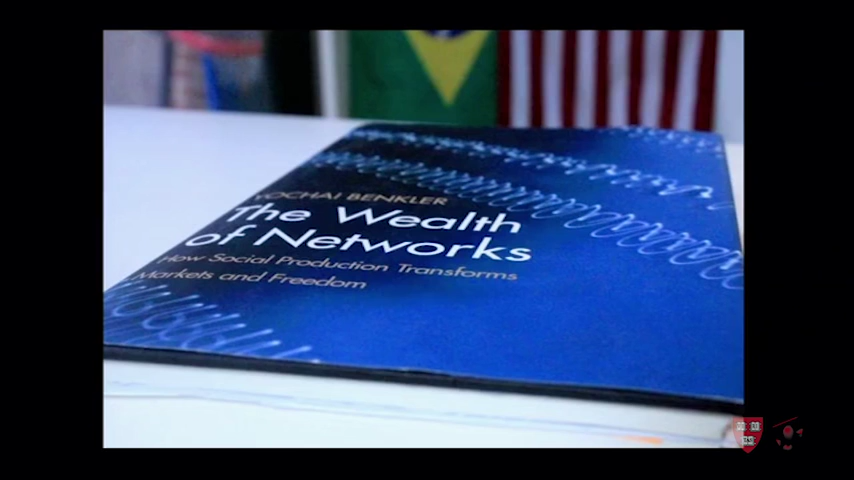 YOCHAI BENKLER
The Wealth
of Networks
How Social Production Transforms
Markets and Freedom